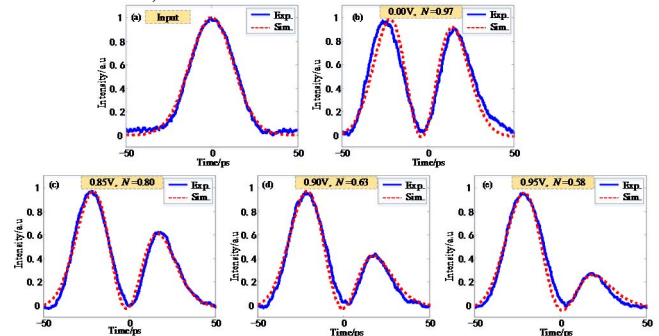 (a) Input Exp. Sim.
Intensity/a.u
1
0.8
0.6
0.4
0.2
0
−50 0 50
Time/ps
(b) 0.00V, N=0.97 Exp. Sim.
Intensity/a.u
1
0.8
0.6
0.4
0.2
0
−50 0 50
Time/ps
(c) 0.85V, N=0.80 Exp. Sim.
Intensity/a.u
1
0.8
0.6
0.4
0.2
0
−50 0 50
Time/ps
(d) 0.90V, N=0.63 Exp. Sim.
Intensity/a.u
1
0.8
0.6
0.4
0.2
0
−50 0 50
Time/ps
(e) 0.95V, N=0.58 Exp. Sim.
Intensity/a.u
1
0.8
0.6
0.4
0.2
0
−50 0 50
Time/ps